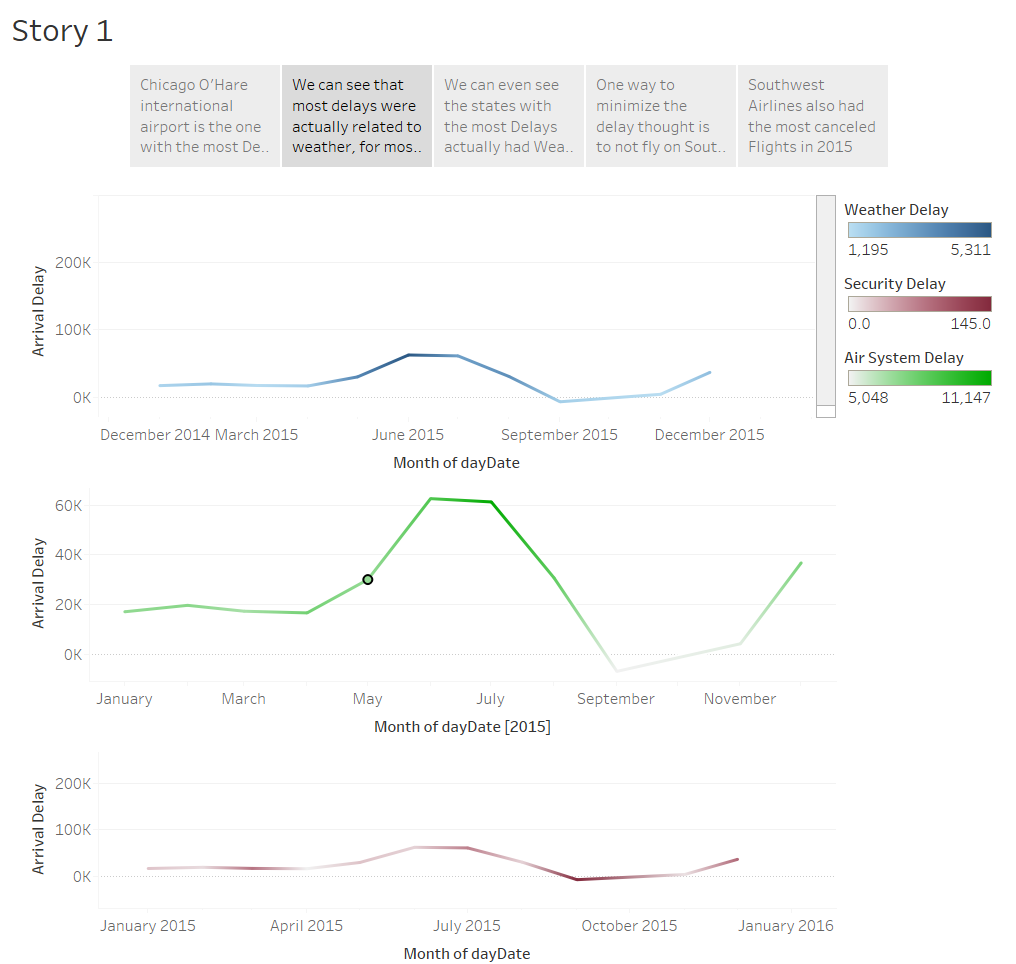 Story 1
Chicago O’Hare
international
airport is the one
with the most De..
We can see that
most delays were
actually related to
weather, for mos..
We can even see
the states with
the most Delays
actually had Wea..
One way to
minimize the
delay thought is
to not fly on Sout..
Southwest
Airlines also had
the most canceled
Flights in 2015
Arrival Delay
200K
100K
0K
December 2014 March 2015 June 2015 September 2015 December 2015
Month of dayDate
Weather Delay
1,195 5,311
Security Delay
0.0 145.0
Air System Delay
5,048 11,147
Arrival Delay
60K
40K
20K
0K
January March May July September November
Month of dayDate [2015]
Arrival Delay
200K
100K
0K
January 2015 April 2015 July 2015 October 2015 January 2016
Month of dayDate